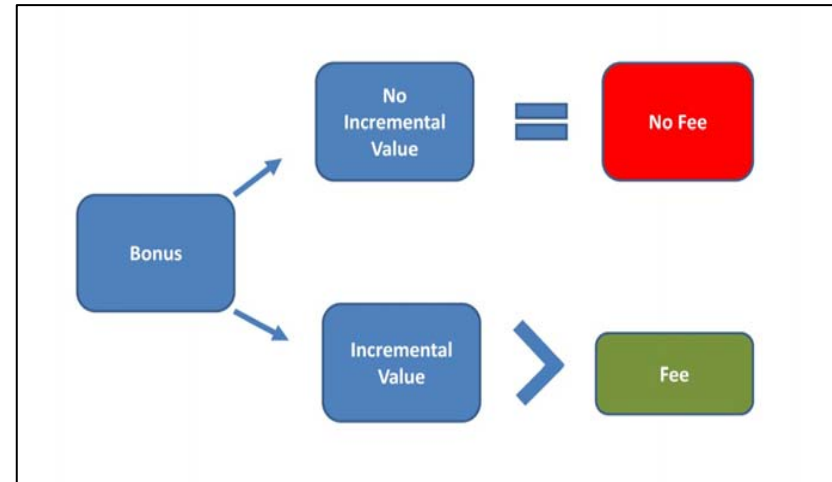 No
Incremental
Value
No Fee
Bonus
Incremental
Value
Fee